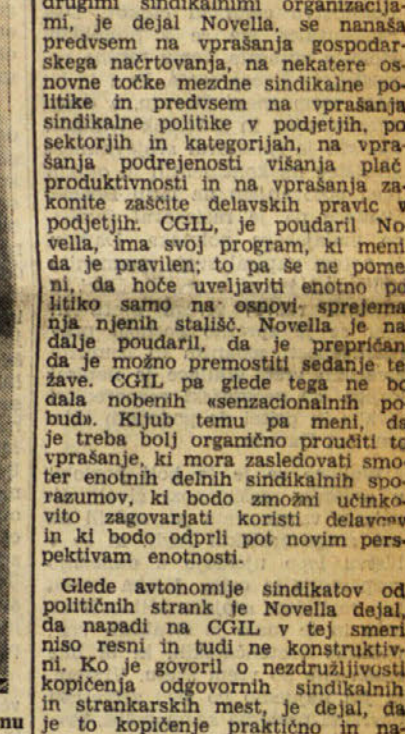 drugimi sindikalnimi organizacija-
mi, je dejal Novella, se nanaša
predvsem na vprašanja gospodar-
skega načrtovanja, na nekatere os-
novne točke mezdne sindikalne po-
litike in predvsem na vprašanja
sindikalne politike v podjetjih, po
sektorjih in kategorijah, na vpra-
šanja podrejenosti višanja plač
produktivnosti in na vprašanja za-
konite zaščite delavskih pravic v
podjetjih. CGIL, je poudaril No
vella, ima svoj program, ki meni
da je pravilen; to pa še ne pome
ni, da hoče uveljaviti enotno po
litiko samo na osnovi sprejema
nja njenih stališč. Novella je na
dalje poudaril, da je prepričan
da je možno premostiti sedanje te
žave. CGIL pa glede tega ne bo
dala nobenih «senzacionalnih po
bud». Kljub temu pa meni, da
je treba bolj organično proučiti to
vprašanje, ki mora zasledovati smo-
ter enotnih delnih sindikalnih spo-
razumov, ki bodo zmožni učinko-
vito zagovarjati koristi delavcev
in ki bodo odprli pot novim pers-
pektivam enotnosti.
Glede avtonomije sindikatov od
političnih strank je Novella dejal,
da napadi na CGIL v tej smeri
niso resni in tudi ne konstruktiv-
ni. Ko je govoril o nezdružljivosti
kopičenja odgovornih sindikalnih
in strankarskih mest, je dejal, da
je to kopičenje praktično in na-
nu